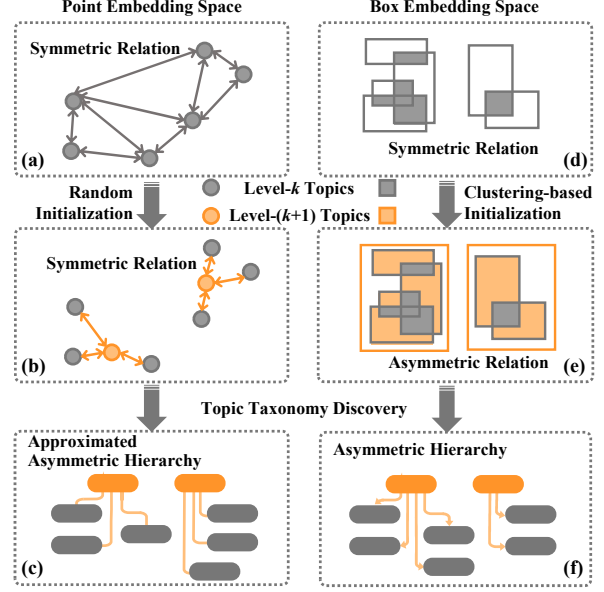 Point Embedding Space
Box Embedding Space
Symmetric Relation
(a)
Symmetric Relation
(d)
Random
Initialization
Level-k Topics
Level-(k+1) Topics
Clustering-based
Initialization
Symmetric Relation
(b)
Asymmetric Relation
(e)
Topic Taxonomy Discovery
Approximated
Asymmetric Hierarchy
(c)
Asymmetric Hierarchy
(f)